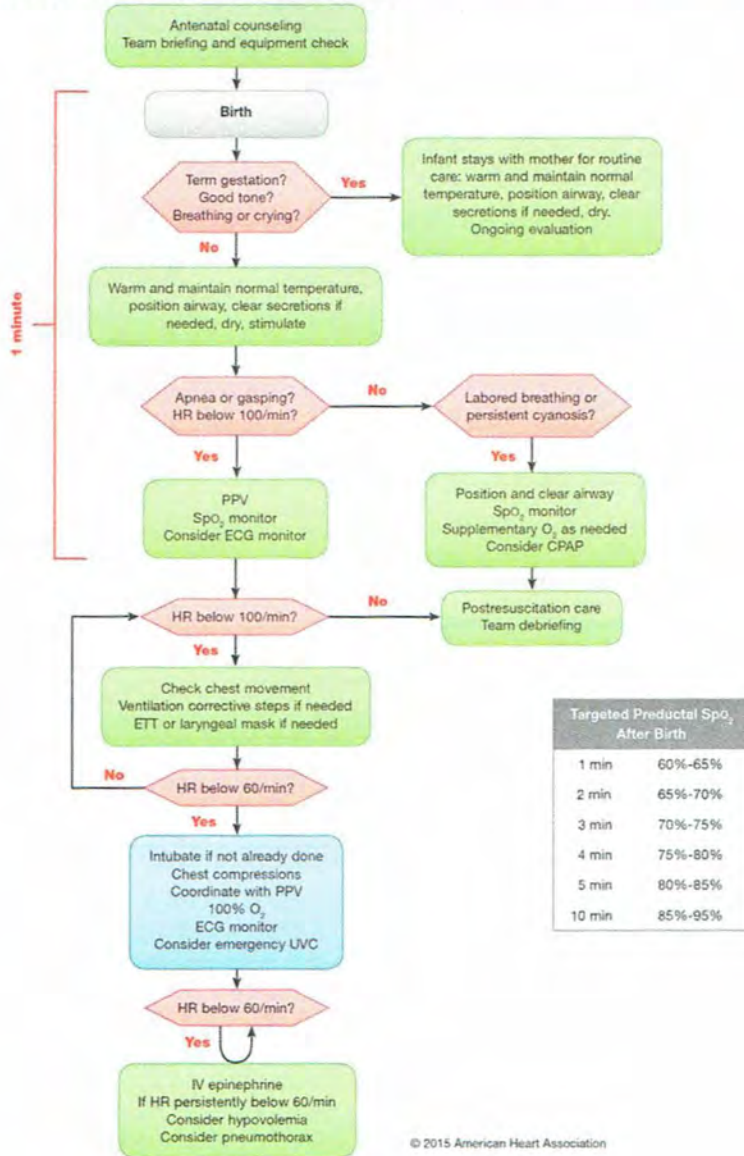 Antenatal counseling
Team briefing and equipment check
Birth
Term gestation?
Good tone?
Breathing or crying?
Yes
Infant stays with mother for routine
care: warm and maintain normal
temperature, position airway, clear
secretions if needed, dry.
Ongoing evaluation
No
Warm and maintain normal temperature,
position airway, clear secretions if
needed, dry, stimulate
1 minute
Apnea or gasping?
HR below 100/min?
No
Labored breathing or
persistent cyanosis?
Yes
Yes
PPV
SpO₂ monitor
Consider ECG monitor
Position and clear airway
SpO₂ monitor
Supplementary O₂ as needed
Consider CPAP
HR below 100/min?
No
Postresuscitation care
Team debriefing
Yes
Check chest movement
Ventilation corrective steps if needed
ETT or laryngeal mask if needed
No
HR below 60/min?
Yes
Intubate if not already done
Chest compressions
Coordinate with PPV
100% O₂
ECG monitor
Consider emergency UVC
HR below 60/min?
Yes
IV epinephrine
If HR persistently below 60/min
Consider hypovolemia
Consider pneumothorax
Targeted Preductal SpO₂
After Birth
1 min 60%-65%
2 min 65%-70%
3 min 70%-75%
4 min 75%-80%
5 min 80%-85%
10 min 85%-95%
© 2015 American Heart Association